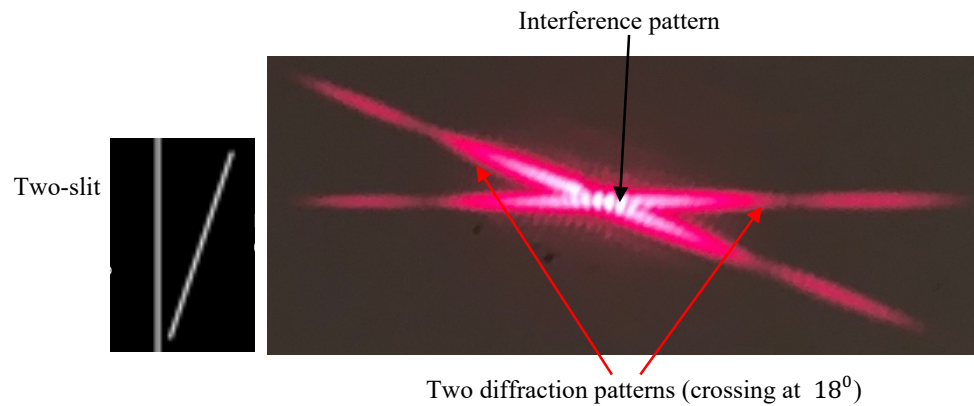 Interference pattern
Two-slit
Two diffraction patterns (crossing at 18⁰)